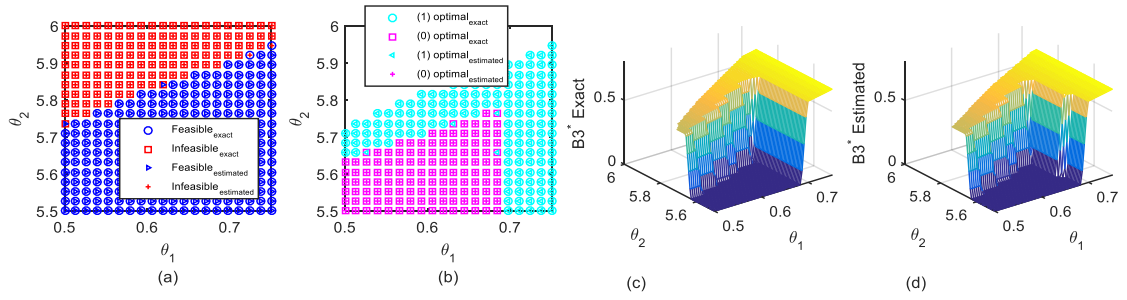 6
5.9
5.8
5.7
5.6
5.5
θ2
0.5
0.6
0.7
θ1
Feasible exact
Infeasible exact
Feasible estimated
Infeasible estimated
(a)
6
5.9
5.8
5.7
5.6
5.5
θ2
0.5
0.6
0.7
θ1
(1) optimal exact
(0) optimal exact
(1) optimal estimated
(0) optimal estimated
(b)
B3* Exact
0.5
0
6
5.8
5.6
θ2
0.5
0.6
0.7
θ1
(c)
B3* Estimated
0.5
0
6
5.8
5.6
θ2
0.5
0.6
0.7
θ1
(d)